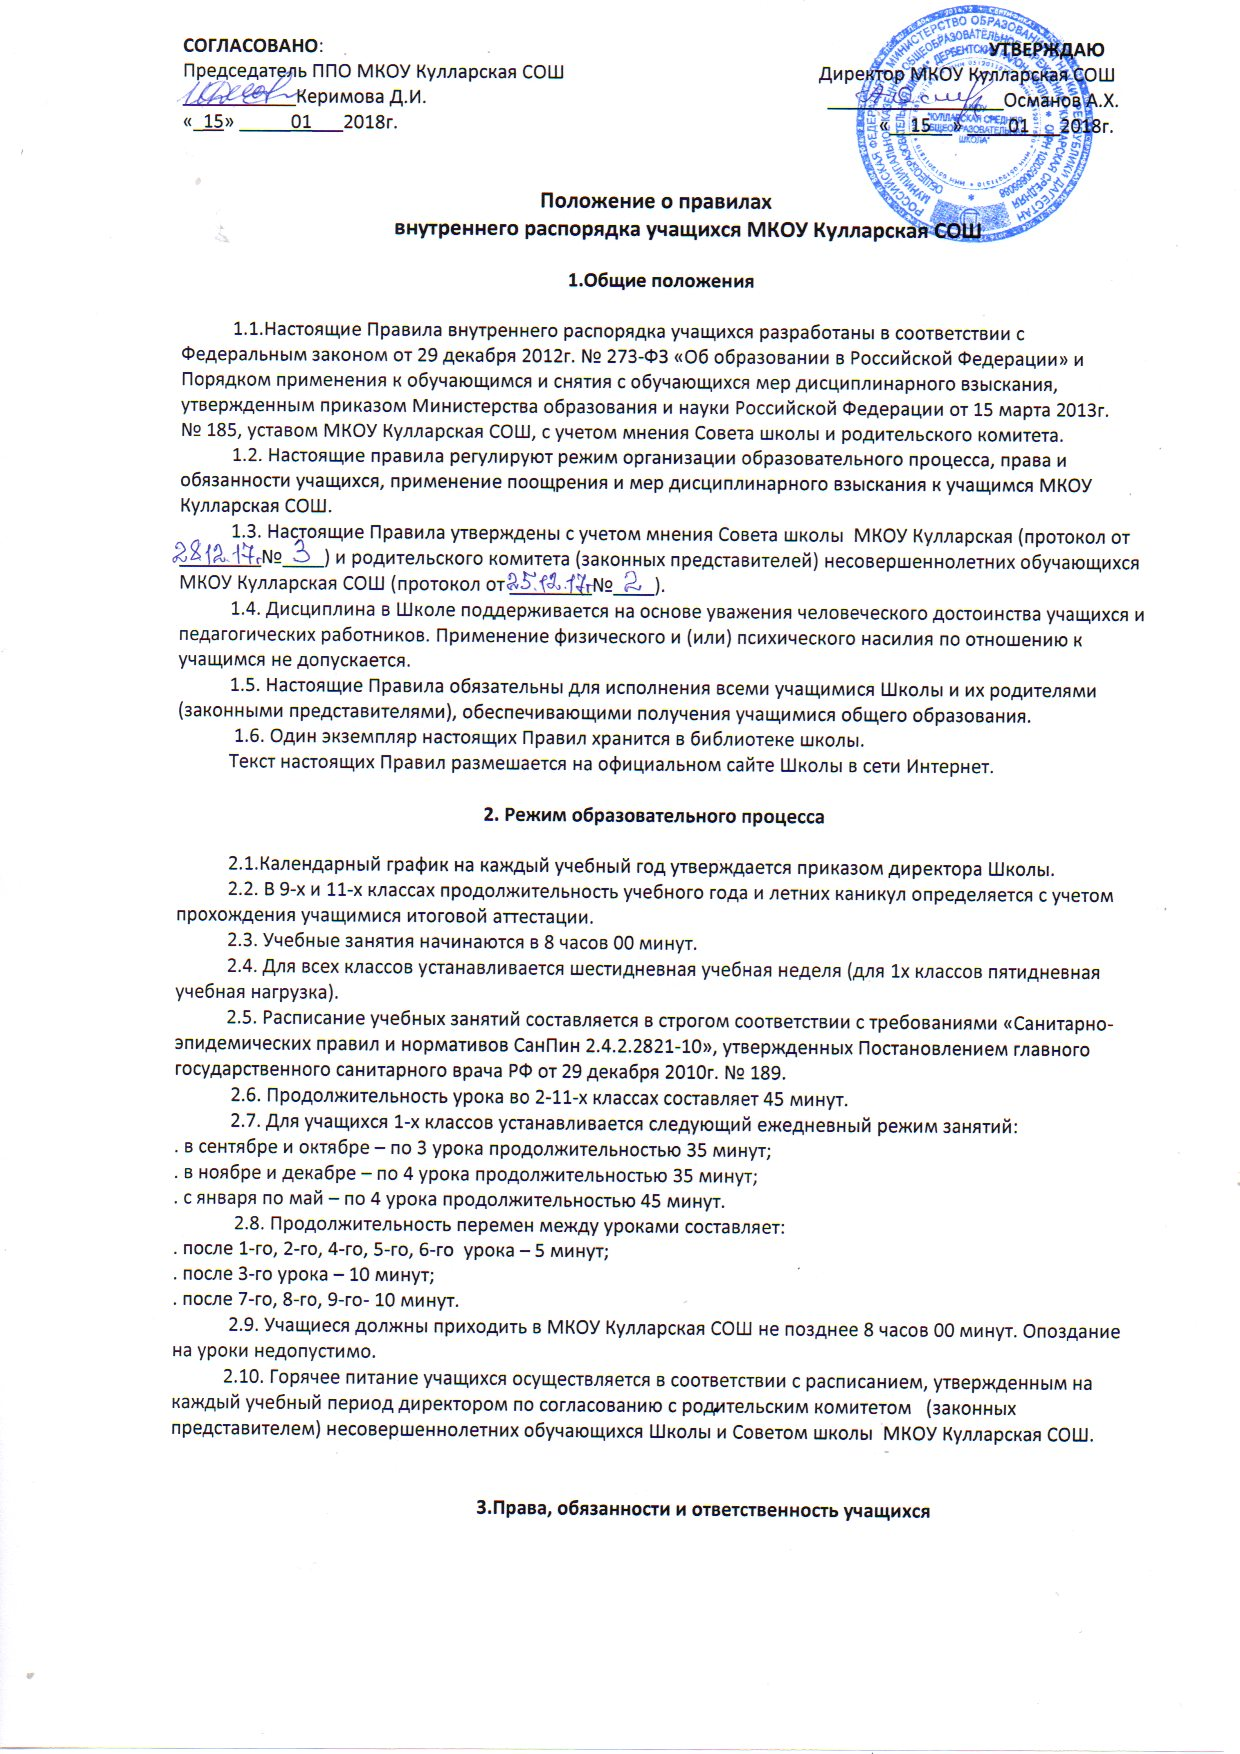 СОГЛАСОВАНО: УТВЕРЖДАЮ
Председатель ППО МКОУ Кулларская СОШ Директор МКОУ Кулларская СОШ
___________Керимова Д.И. _________________Османов А.Х.
«_15_» _____01___2018г. «__15___»____01___2018г.
Положение о правилах
внутреннего распорядка учащихся МКОУ Кулларская СОШ
1.Общие положения
1.1.Настоящие Правила внутреннего распорядка учащихся разработаны в соответствии с
Федеральным законом от 29 декабря 2012г. № 273-ФЗ «Об образовании в Российской Федерации» и
Порядком применения к обучающимся и снятия с обучающихся мер дисциплинарного взыскания,
утвержденным приказом Министерства образования и науки Российской Федерации от 15 марта 2013г.
№ 185, уставом МКОУ Кулларская СОШ, с учетом мнения Совета школы и родительского комитета.
1.2. Настоящие правила регулируют режим организации образовательного процесса, права и
обязанности учащихся, применение поощрения и мер дисциплинарного взыскания к учащимся МКОУ
Кулларская СОШ.
1.3. Настоящие Правила утверждены с учетом мнения Совета школы МКОУ Кулларская (протокол от
28.12.17г№ 3 ) и родительского комитета (законных представителей) несовершеннолетних обучающихся
МКОУ Кулларская СОШ (протокол от 25.12.17г№ 2 ).
1.4. Дисциплина в Школе поддерживается на основе уважения человеческого достоинства учащихся и
педагогических работников. Применение физического и (или) психического насилия по отношению к
учащимся не допускается.
1.5. Настоящие Правила обязательны для исполнения всеми учащимися Школы и их родителями
(законными представителями), обеспечивающими получения учащимися общего образования.
1.6. Один экземпляр настоящих Правил хранится в библиотеке школы.
Текст настоящих Правил размешается на официальном сайте Школы в сети Интернет.
2. Режим образовательного процесса
2.1.Календарный график на каждый учебный год утверждается приказом директора Школы.
2.2. В 9-х и 11-х классах продолжительность учебного года и летних каникул определяется с учетом
прохождения учащимися итоговой аттестации.
2.3. Учебные занятия начинаются в 8 часов 00 минут.
2.4. Для всех классов устанавливается шестидневная учебная неделя (для 1х классов пятидневная
учебная нагрузка).
2.5. Расписание учебных занятий составляется в строгом соответствии с требованиями «Санитарно-
эпидемических правил и нормативов СанПин 2.4.2.2821-10», утвержденных Постановлением главного
государственного санитарного врача РФ от 29 декабря 2010г. № 189.
2.6. Продолжительность урока во 2-11-х классах составляет 45 минут.
2.7. Для учащихся 1-х классов устанавливается следующий ежедневный режим занятий:
. в сентябре и октябре – по 3 урока продолжительностью 35 минут;
. в ноябре и декабре – по 4 урока продолжительностью 35 минут;
. с января по май – по 4 урока продолжительностью 45 минут.
2.8. Продолжительность перемен между уроками составляет:
. после 1-го, 2-го, 4-го, 5-го, 6-го урока – 5 минут;
. после 3-го урока – 10 минут;
. после 7-го, 8-го, 9-го- 10 минут.
2.9. Учащиеся должны приходить в МКОУ Кулларская СОШ не позднее 8 часов 00 минут. Опоздание
на уроки недопустимо.
2.10. Горячее питание учащихся осуществляется в соответствии с расписанием, утвержденным на
каждый учебный период директором по согласованию с родительским комитетом (законных
представителем) несовершеннолетних обучающихся Школы и Советом школы МКОУ Кулларская СОШ.
3.Права, обязанности и ответственность учащихся